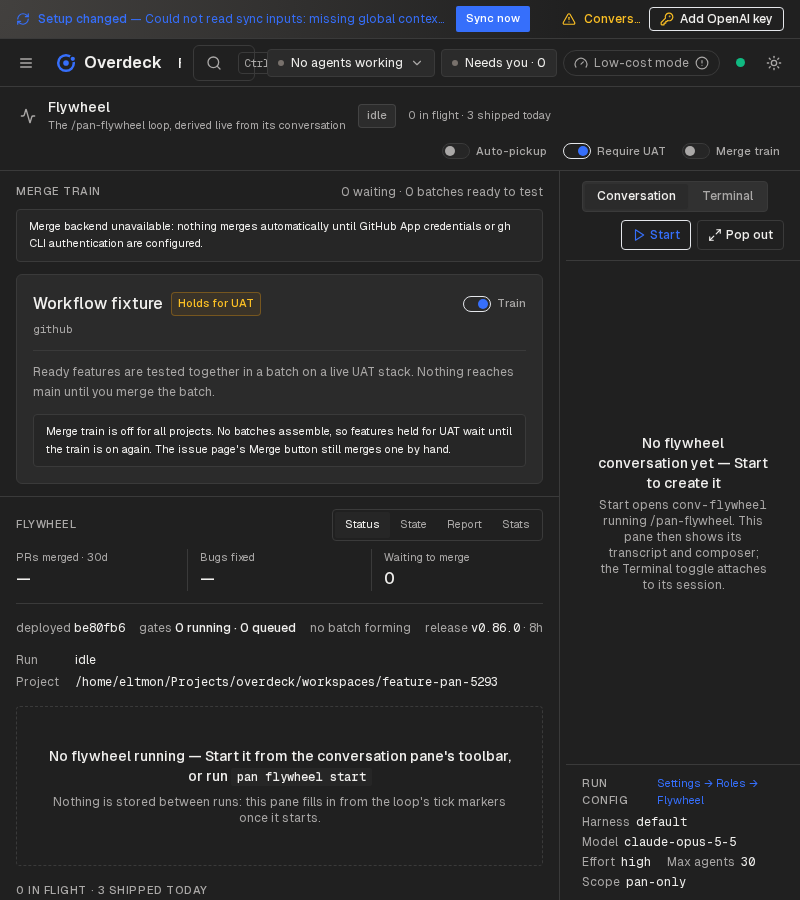 Setup changed — Could not read sync inputs: missing global contex…
Sync now
Convers…
Add OpenAI key
Overdeck
Ctrl
No agents working
Needs you · 0
Low-cost mode
Flywheel
The /pan-flywheel loop, derived live from its conversation
idle
0 in flight · 3 shipped today
Auto-pickup
Require UAT
Merge train
MERGE TRAIN
0 waiting · 0 batches ready to test
Merge backend unavailable: nothing merges automatically until GitHub App credentials or gh
CLI authentication are configured.
Workflow fixture
Holds for UAT
Train
github
Ready features are tested together in a batch on a live UAT stack. Nothing reaches
main until you merge the batch.
Merge train is off for all projects. No batches assemble, so features held for UAT wait until
the train is on again. The issue page's Merge button still merges one by hand.
FLYWHEEL
Status
State
Report
Stats
PRs merged · 30d
—
Bugs fixed
—
Waiting to merge
0
deployed be80fb6
gates 0 running · 0 queued
no batch forming
release v0.86.0 · 8h
Run idle
Project /home/eltmon/Projects/overdeck/workspaces/feature-pan-5293
No flywheel running — Start it from the conversation pane's toolbar,
or run pan flywheel start
Nothing is stored between runs: this pane fills in from the loop's tick markers
once it starts.
0 IN FLIGHT · 3 SHIPPED TODAY
Conversation
Terminal
Start
Pop out
No flywheel
conversation yet — Start
to create it
Start opens conv-flywheel
running /pan-flywheel. This
pane then shows its
transcript and composer;
the Terminal toggle attaches
to its session.
RUN
CONFIG
Settings → Roles →
Flywheel
Harness default
Model claude-opus-5-5
Effort high
Max agents 30
Scope pan-only